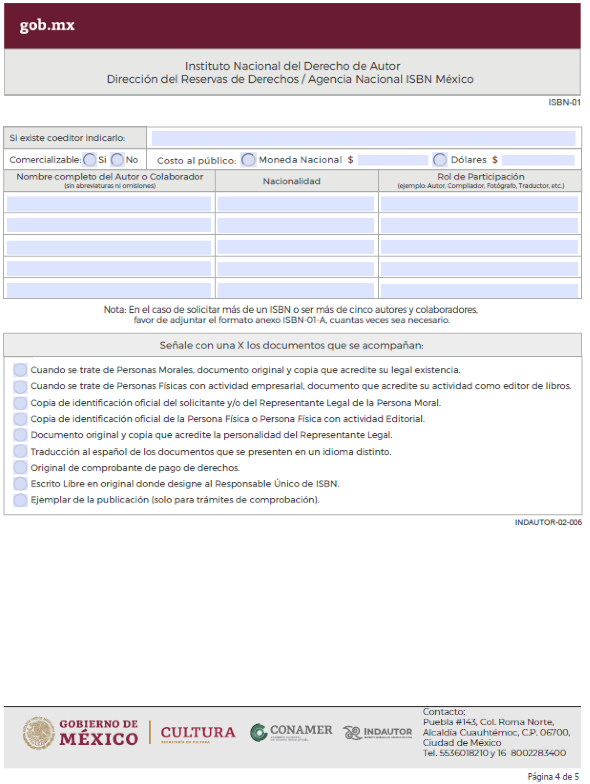 gob.mx
Instituto Nacional del Derecho de Autor
Dirección del Reservas de Derechos / Agencia Nacional ISBN México
ISBN-01
Si existe coeditor indicarlo:
Comercializable: Si No Costo al público: Moneda Nacional $ Dólares $
Nombre completo del Autor o Colaborador
(sin abreviaturas ni omisiones)
Nacionalidad
Rol de Participación
(ejemplo: Autor, Compilador, Fotógrafo, Traductor, etc.)
Nota: En el caso de solicitar más de un ISBN o ser más de cinco autores y colaboradores,
favor de adjuntar el formato anexo ISBN-01-A, cuantas veces sea necesario.
Señale con una X los documentos que se acompañan:
Cuando se trate de Personas Morales, documento original y copia que acredite su legal existencia.
Cuando se trate de Personas Físicas con actividad empresarial, documento que acredite su actividad como editor de libros.
Copia de identificación oficial del solicitante y/o del Representante Legal de la Persona Moral.
Copia de identificación oficial de la Persona Física o Persona Física con actividad Editorial.
Documento original y copia que acredite la personalidad del Representante Legal.
Traducción al español de los documentos que se presenten en un idioma distinto.
Original de comprobante de pago de derechos.
Escrito Libre en original donde designe al Responsable Único de ISBN.
Ejemplar de la publicación (solo para trámites de comprobación).
INDAUTOR-02-006
GOBIERNO DE
MÉXICO
CULTURA
SECRETARÍA DE CULTURA
CONAMER
INDAUTOR
Contacto:
Puebla #143, Col. Roma Norte,
Alcaldía Cuauhtémoc, C.P. 06700,
Ciudad de México
Tel. 5536018210 y 16 8002283400
Página 4 de 5